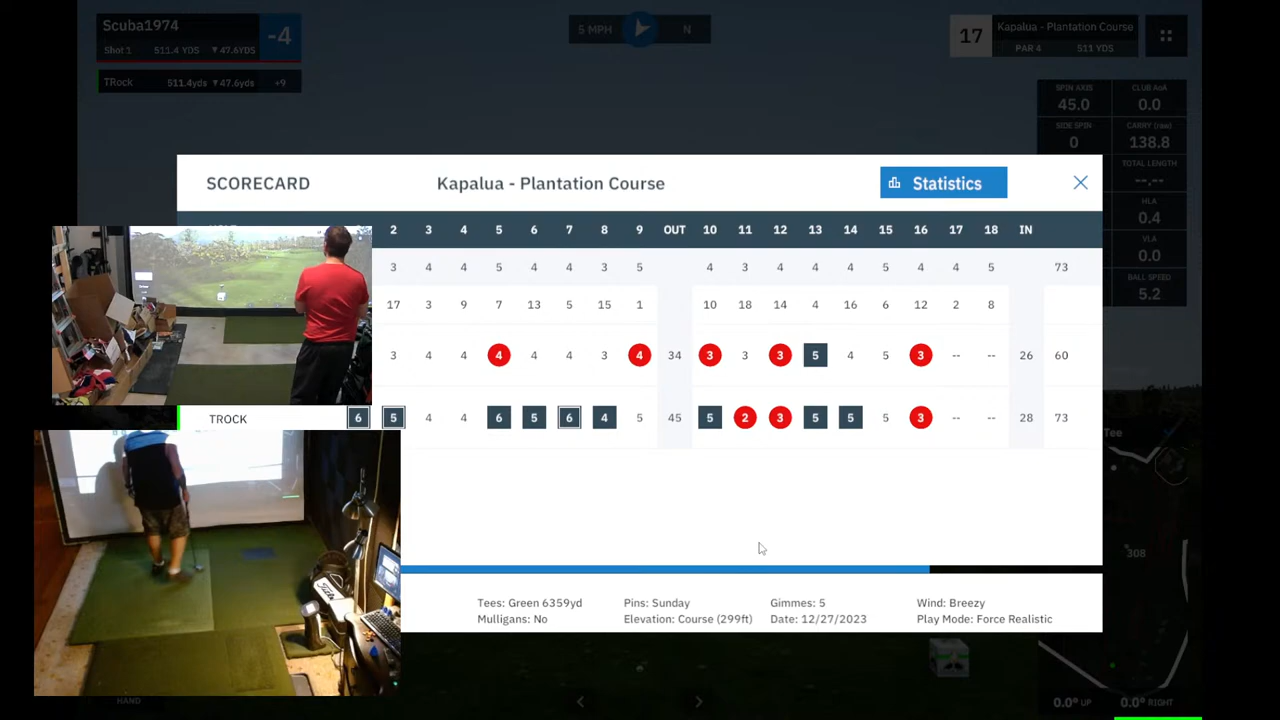 Scuba1974
-4
Shot 1 511.4 YDS ▼47.6YDS
TRock 511.4yds ▼47.6yds +9
5 MPH N
17 Kapalua - Plantation Course
PAR 4 511 YDS
SPIN AXIS CLUB AoA
45.0 0.0
SIDE SPIN CARRY (raw)
0 138.8
TOTAL LENGTH
--.--
HLA
0.4
VLA
0.0
BALL SPEED
5.2
SCORECARD Kapalua - Plantation Course Statistics
2 3 4 5 6 7 8 9 OUT 10 11 12 13 14 15 16 17 18 IN
3 4 4 5 4 4 3 5 4 3 4 4 4 5 4 4 5 73
17 3 9 7 13 5 15 1 10 18 14 4 16 6 12 2 8
3 4 4 4 4 4 3 4 34 3 3 3 5 4 5 3 -- -- 26 60
TROCK 6 5 4 4 6 5 6 4 5 45 5 2 3 5 5 5 3 -- -- 28 73
Tees: Green 6359yd Pins: Sunday Gimmes: 5 Wind: Breezy
Mulligans: No Elevation: Course (299ft) Date: 12/27/2023 Play Mode: Force Realistic
Tee
308
HAND
0.0° UP 0.0° RIGHT